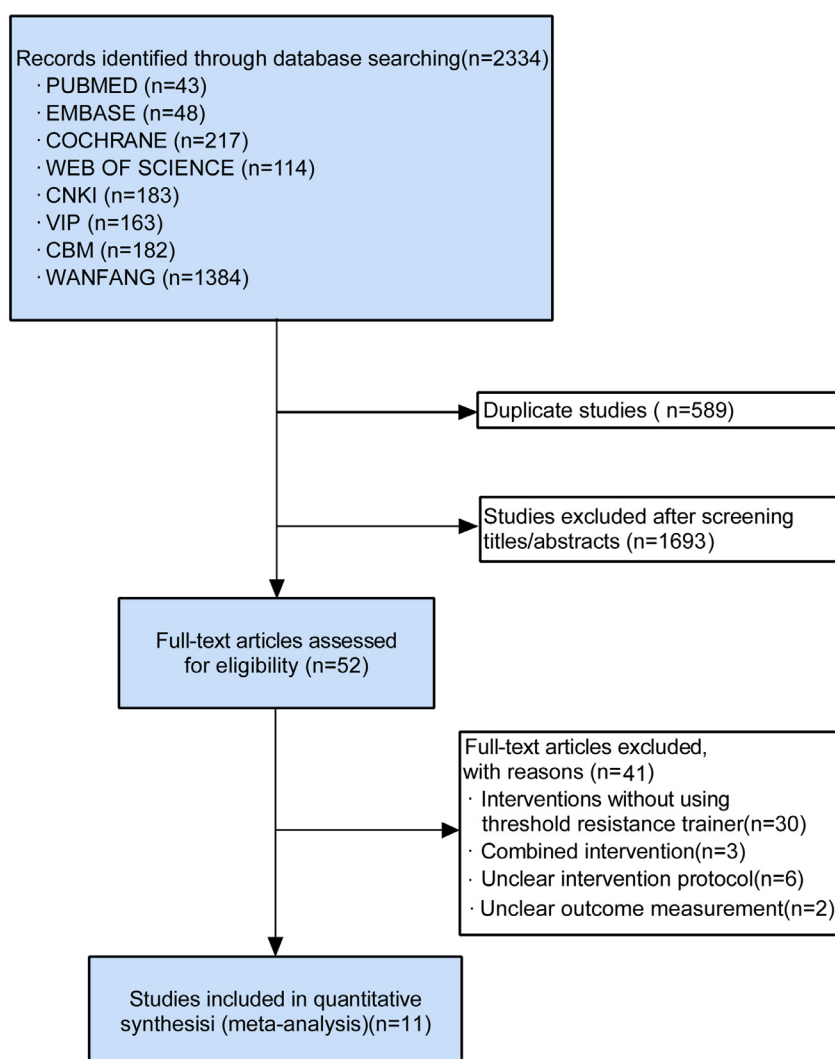 Records identified through database searching(n=2334)
· PUBMED (n=43)
· EMBASE (n=48)
· COCHRANE (n=217)
· WEB OF SCIENCE (n=114)
· CNKI (n=183)
· VIP (n=163)
· CBM (n=182)
· WANFANG (n=1384)
Duplicate studies ( n=589)
Studies excluded after screening
titles/abstracts (n=1693)
Full-text articles assessed
for eligibility (n=52)
Full-text articles excluded,
with reasons (n=41)
· Interventions without using
threshold resistance trainer(n=30)
· Combined intervention(n=3)
· Unclear intervention protocol(n=6)
· Unclear outcome measurement(n=2)
Studies included in quantitative
synthesisi (meta-analysis)(n=11)